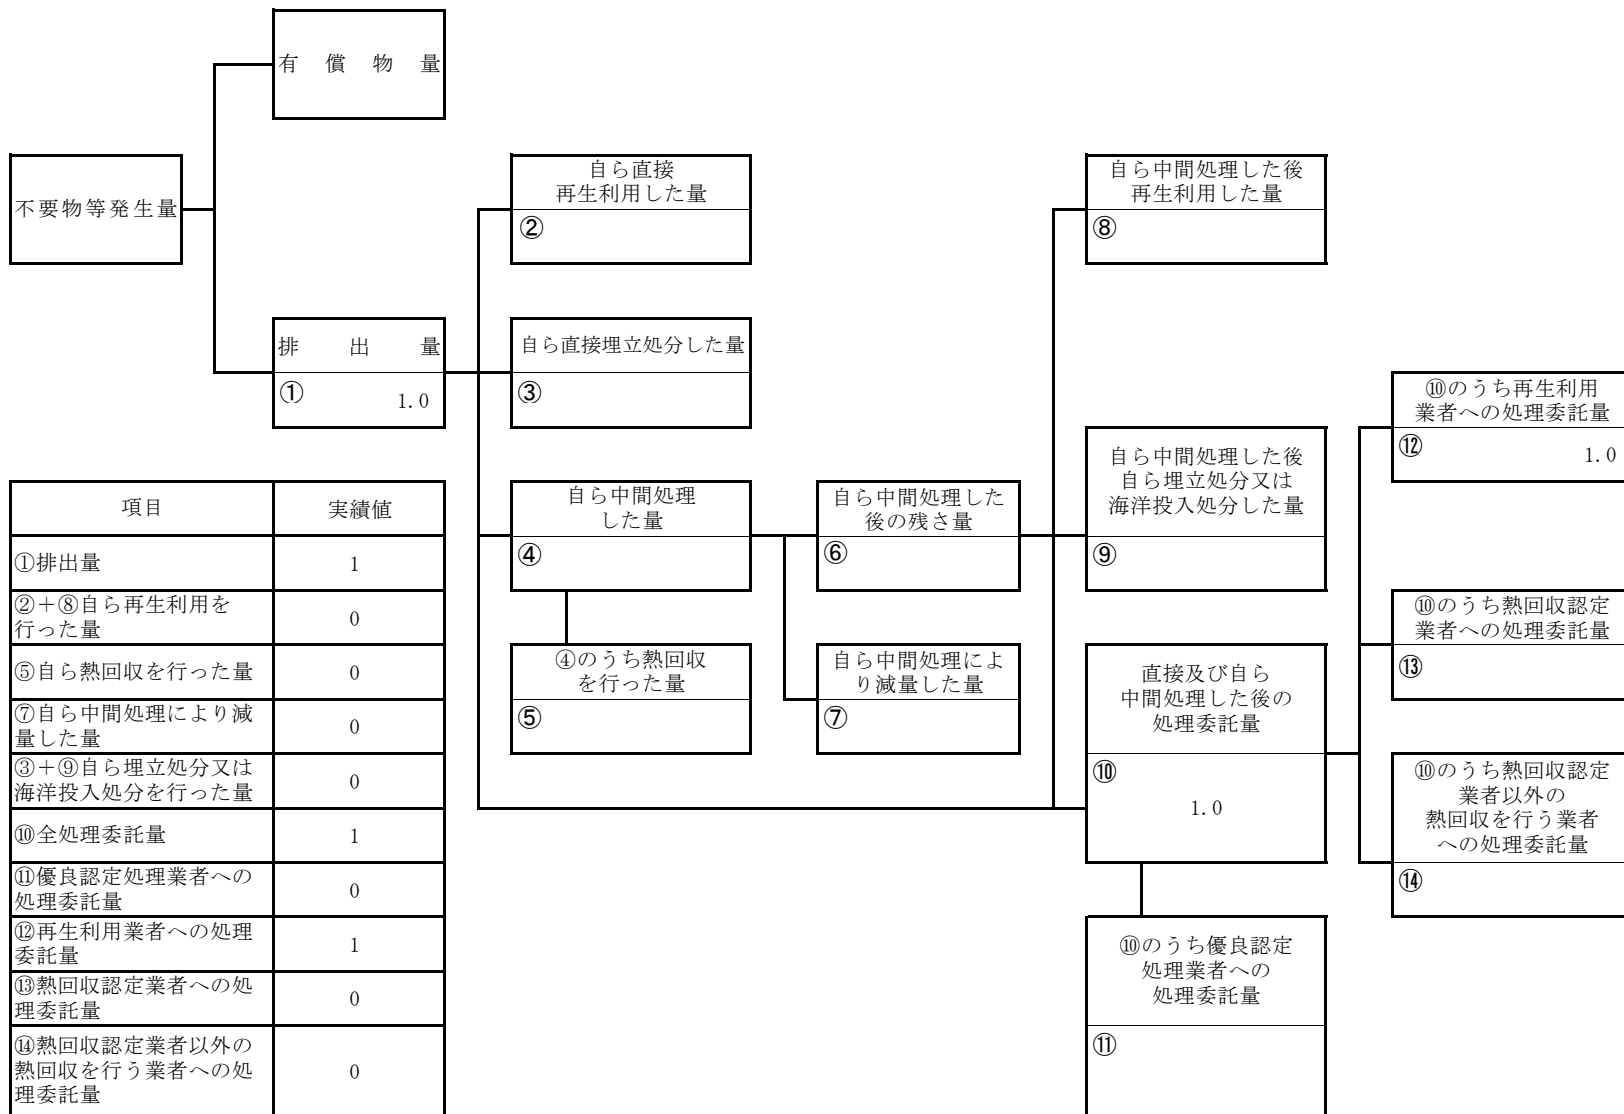 有償物量
不要物等発生量
排出量
①
1.0
自ら直接
再生利用した量
②
自ら直接埋立処分した量
③
自ら中間処理
した量
④
④のうち熱回収
を行った量
⑤
自ら中間処理した
後の残さ量
⑥
自ら中間処理によ
り減量した量
⑦
自ら中間処理した後
再生利用した量
⑧
自ら中間処理した後
自ら埋立処分又は
海洋投入処分した量
⑨
直接及び自ら
中間処理した後の
処理委託量
⑩
1.0
⑩のうち優良認定
処理業者への
処理委託量
⑪
⑩のうち再生利用
業者への処理委託量
⑫
1.0
⑩のうち熱回収認定
業者への処理委託量
⑬
⑩のうち熱回収認定
業者以外の
熱回収を行う業者
への処理委託量
⑭
項目 実績値
①排出量 1
②+⑧自ら再生利用を
行った量 0
⑤自ら熱回収を行った量 0
⑦自ら中間処理により減
量した量 0
③+⑨自ら埋立処分又は
海洋投入処分を行った量 0
⑩全処理委託量 1
⑪優良認定処理業者への
処理委託量 0
⑫再生利用業者への処理
委託量 1
⑬熱回収認定業者への処
理委託量 0
⑭熱回収認定業者以外の
熱回収を行う業者への処
理委託量 0